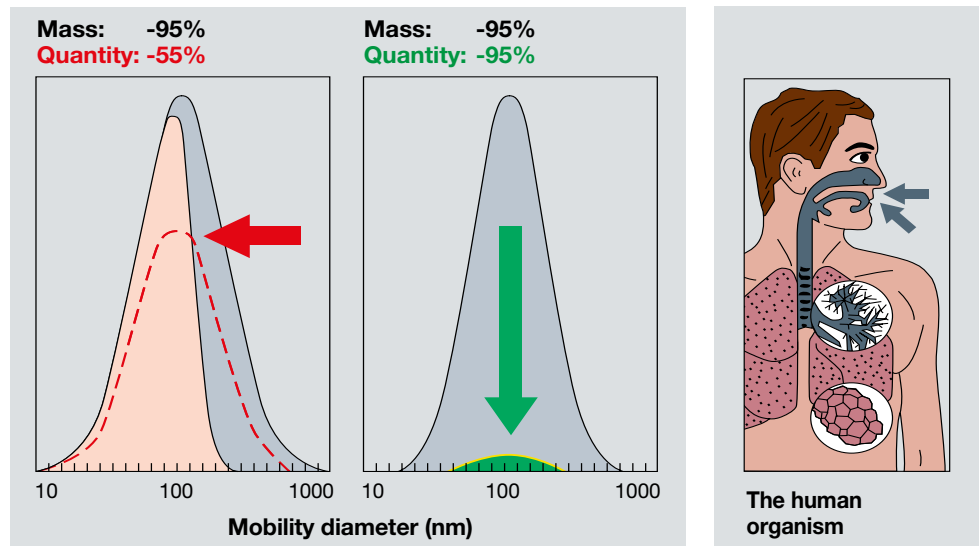 Mass: -95%
Quantity: -55%
Mass: -95%
Quantity: -95%
10 100 1000
10 100 1000
Mobility diameter (nm)
The human
organism